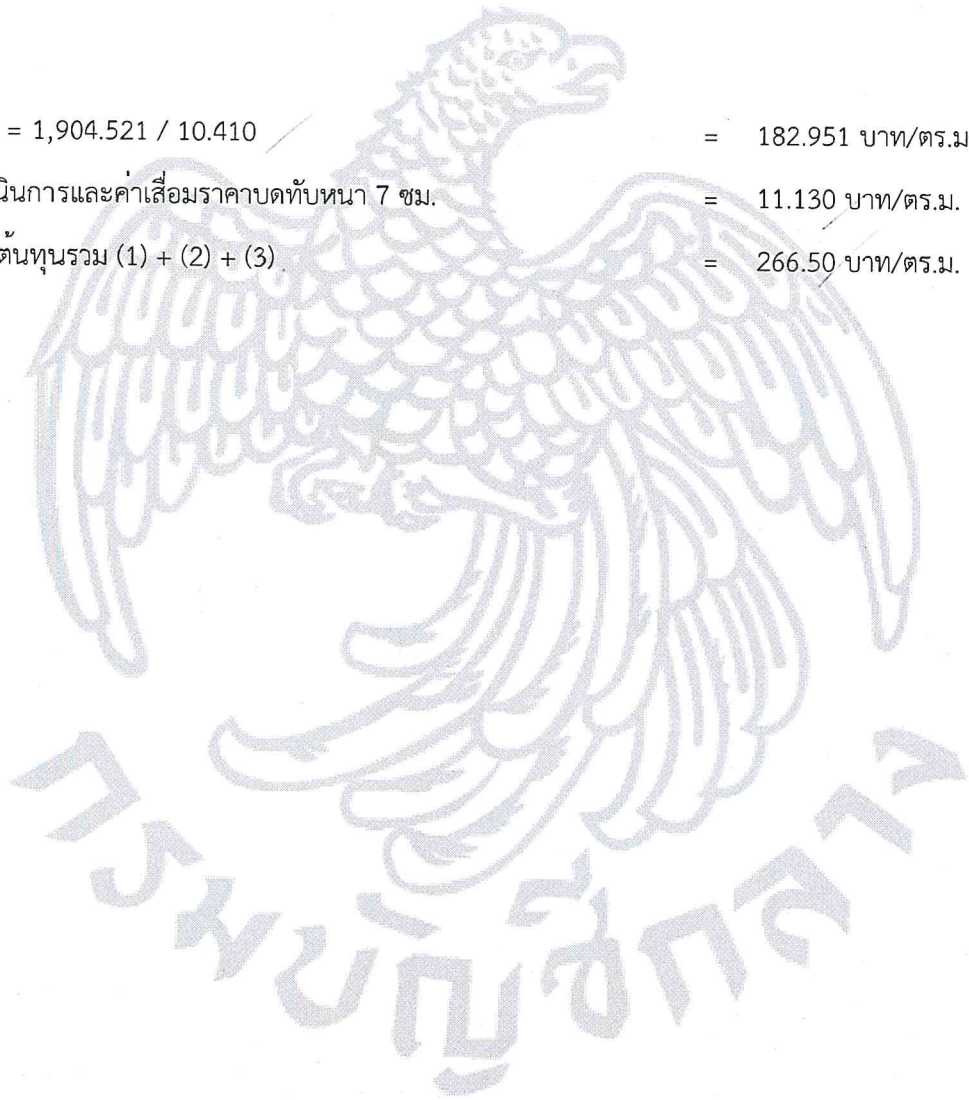 = 1,904.521 / 10.410 = 182.951 บาท/ตร.ม
นินการและค่าเสื่อมราคาบดทับหนา 7 ซม. = 11.130 บาท/ตร.ม.
ต้นทุนรวม (1) + (2) + (3) = 266.50 บาท/ตร.ม.
กรมบัญชีกลาง